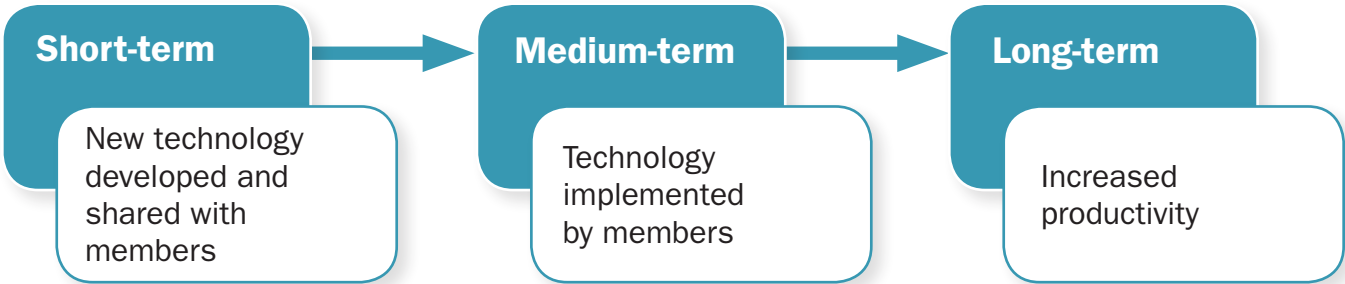 Short-term
New technology
developed and
shared with
members
Medium-term
Technology
implemented
by members
Long-term
Increased
productivity